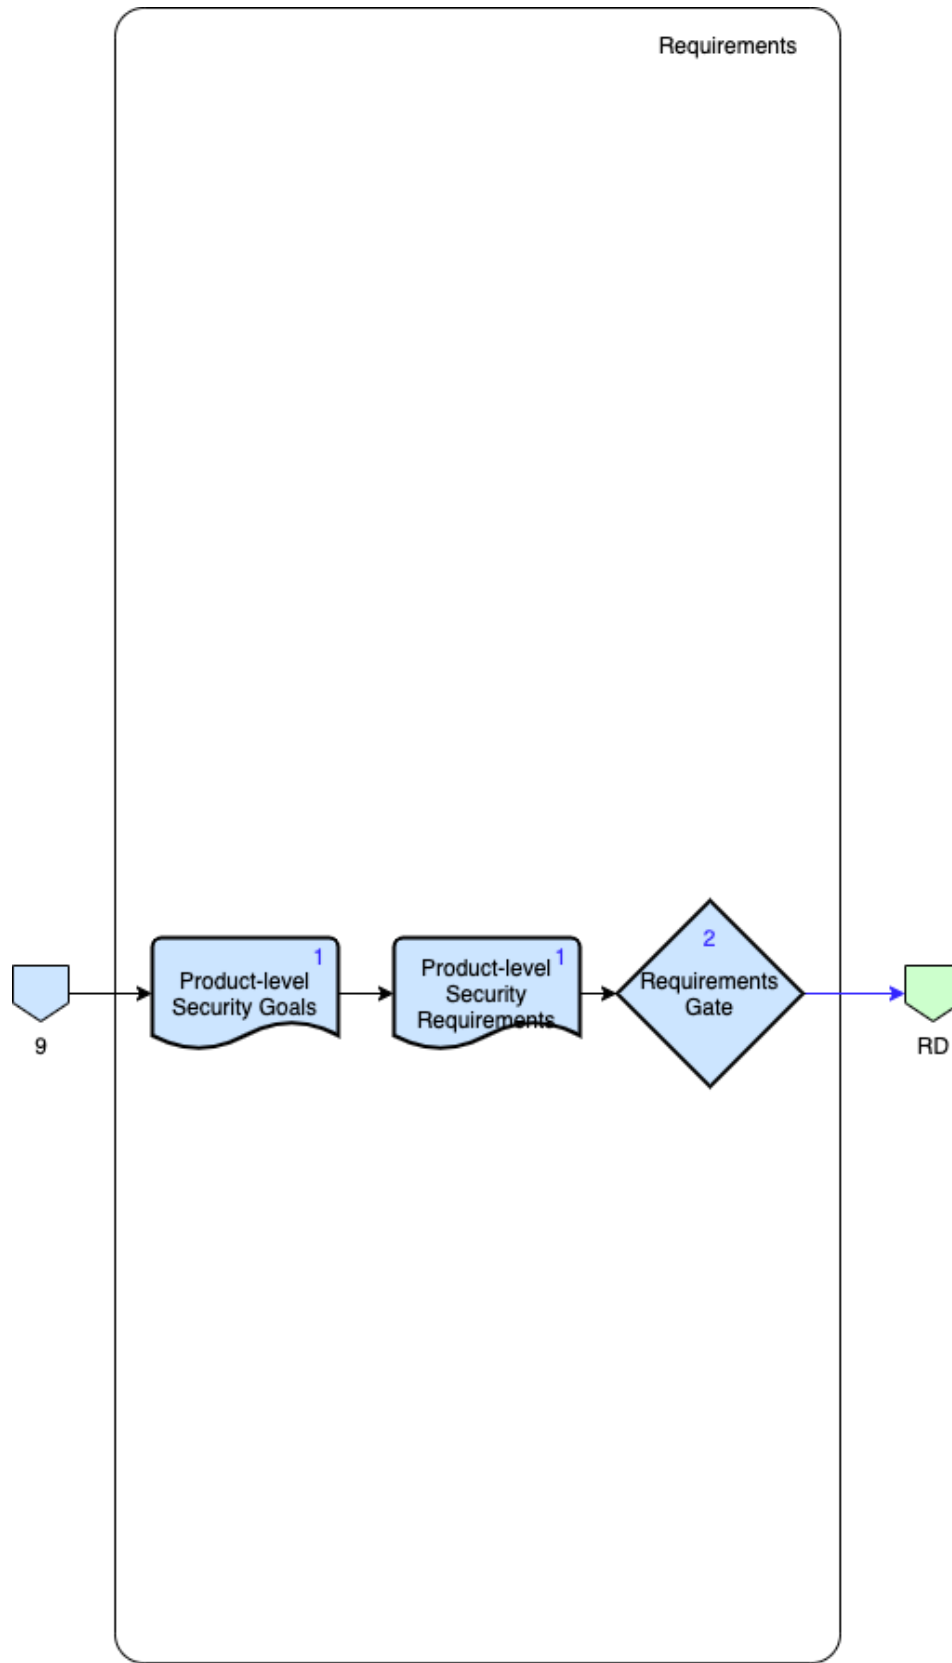 Requirements
1
Product-level
Security Goals
1
Product-level
Security
Requirements
2
Requirements
Gate
9
RD